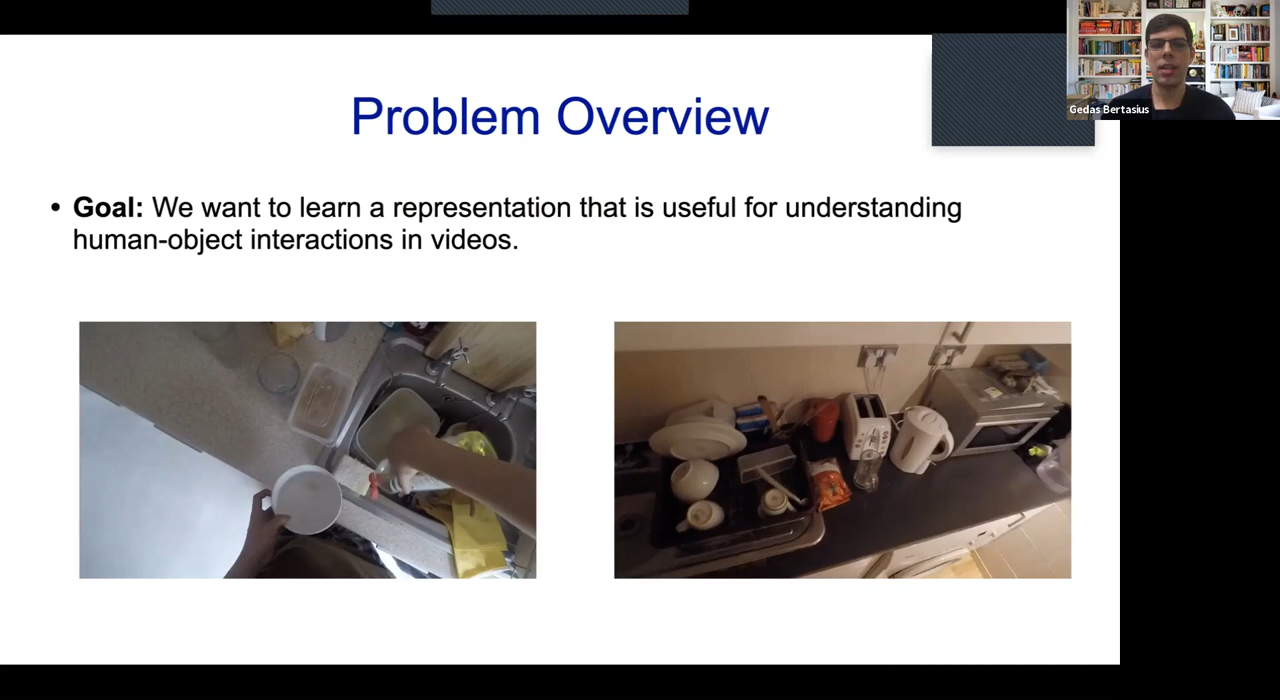 Gedas Bertasius
Problem Overview
• Goal: We want to learn a representation that is useful for understanding
human-object interactions in videos.